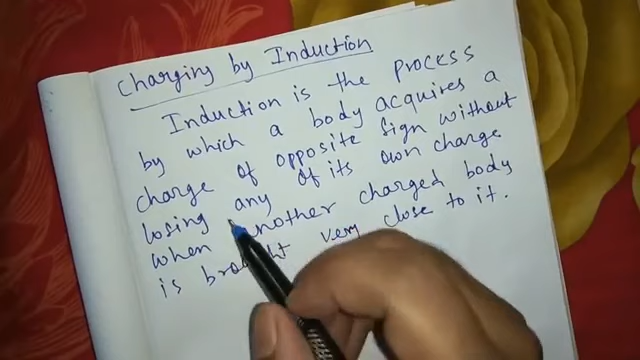 Charging by Induction
Induction is the process
by which a body acquires a
charge of opposite sign without
losing any of its own charge
when another charged body
is brought very close to it.